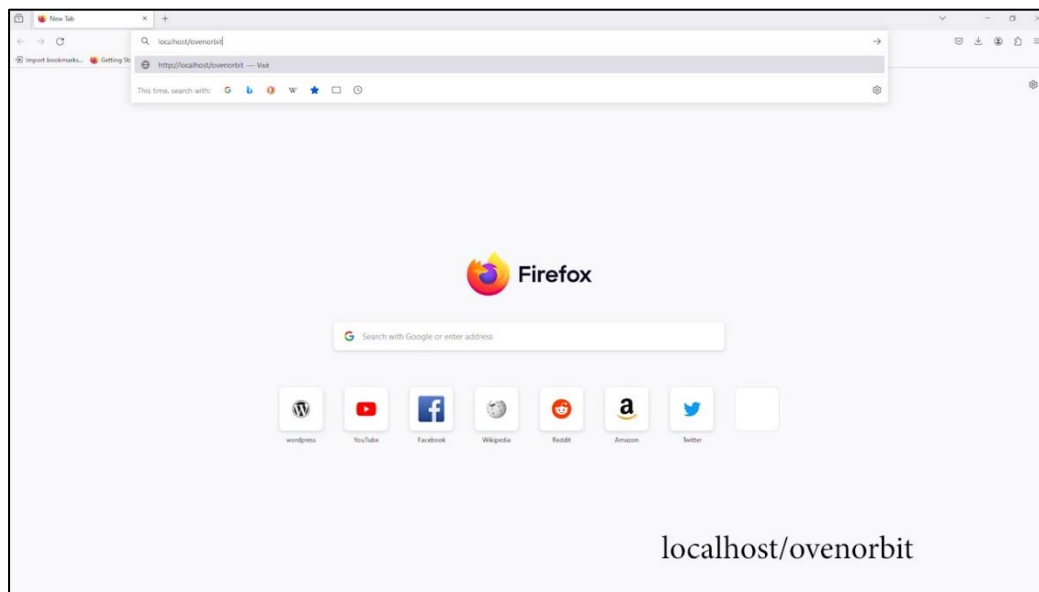 New Tab
localhost/ovenorbit
Import bookmarks... Getting St
http://localhost/ovenorbit — Visit
This time, search with:
Firefox
Search with Google or enter address
wordpress YouTube Facebook Wikipedia Reddit Amazon Twitter
localhost/ovenorbit